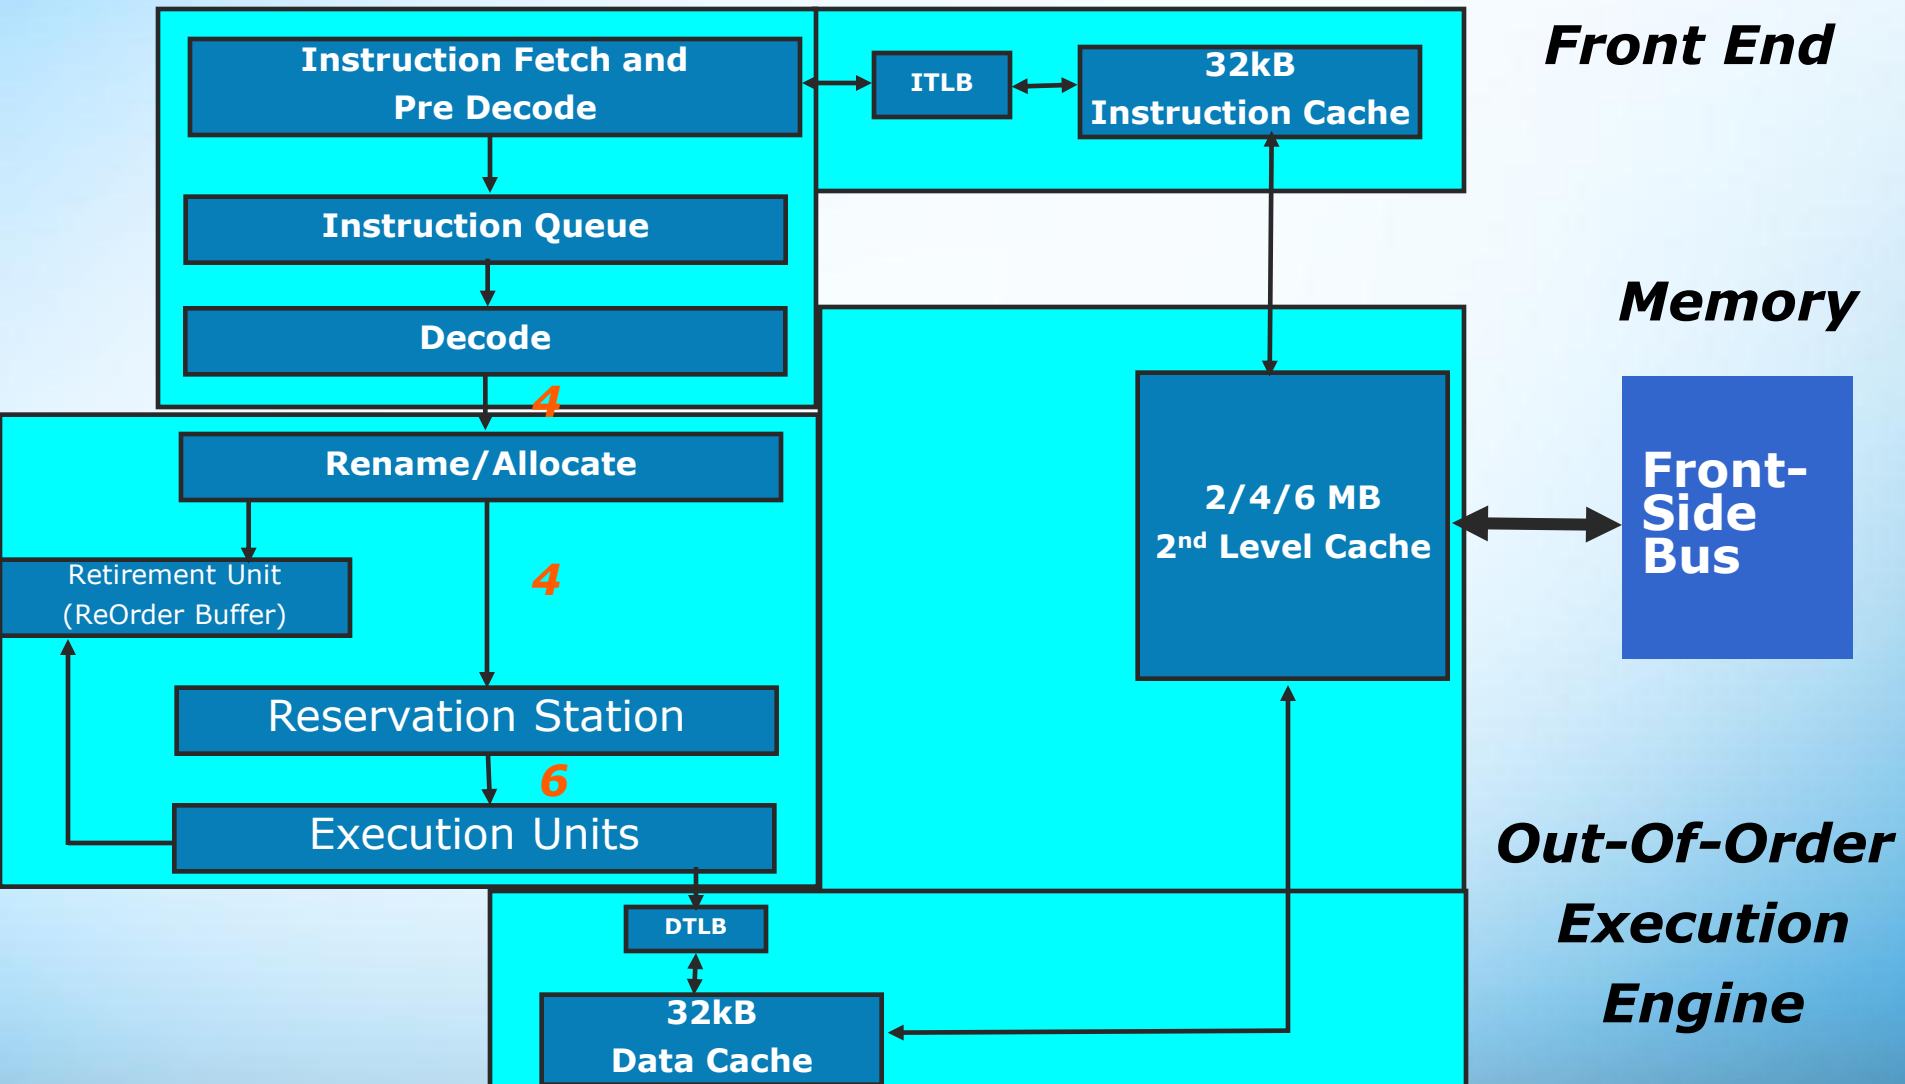 Front End
Instruction Fetch and
Pre Decode
ITLB
32kB
Instruction Cache
Instruction Queue
Memory
Decode
4
Rename/Allocate
2/4/6 MB
2nd Level Cache
Front-
Side
Bus
Retirement Unit
(ReOrder Buffer)
4
Reservation Station
6
Execution Units
Out-Of-Order
Execution
Engine
DTLB
32kB
Data Cache